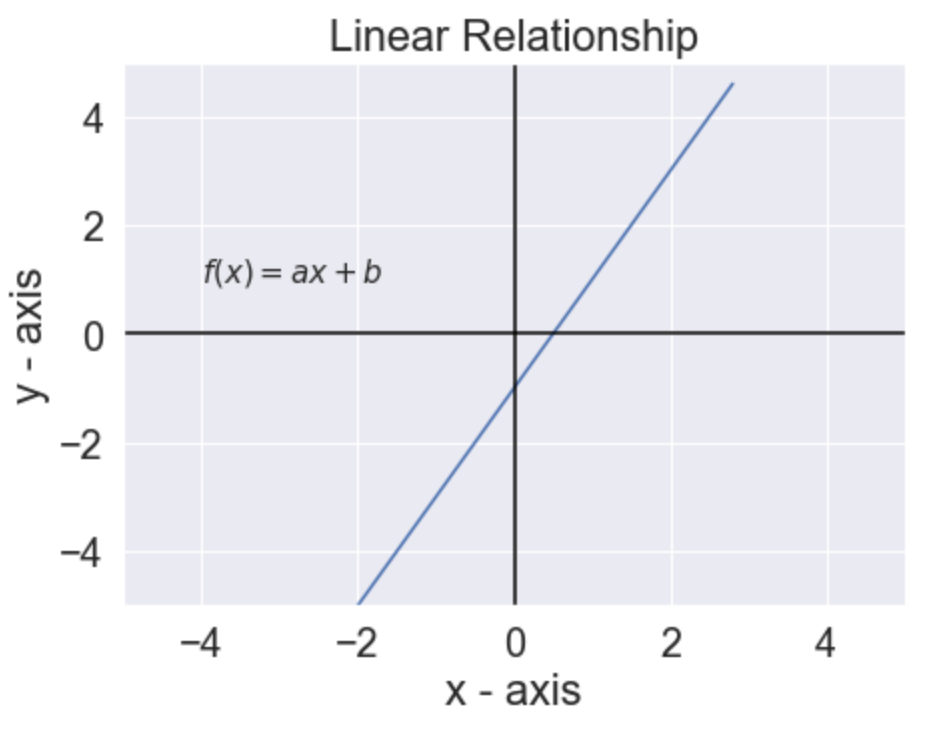 Linear Relationship
4
2
f(x) = ax + b
0
−2
−4
y - axis
−4 −2 0 2 4
x - axis